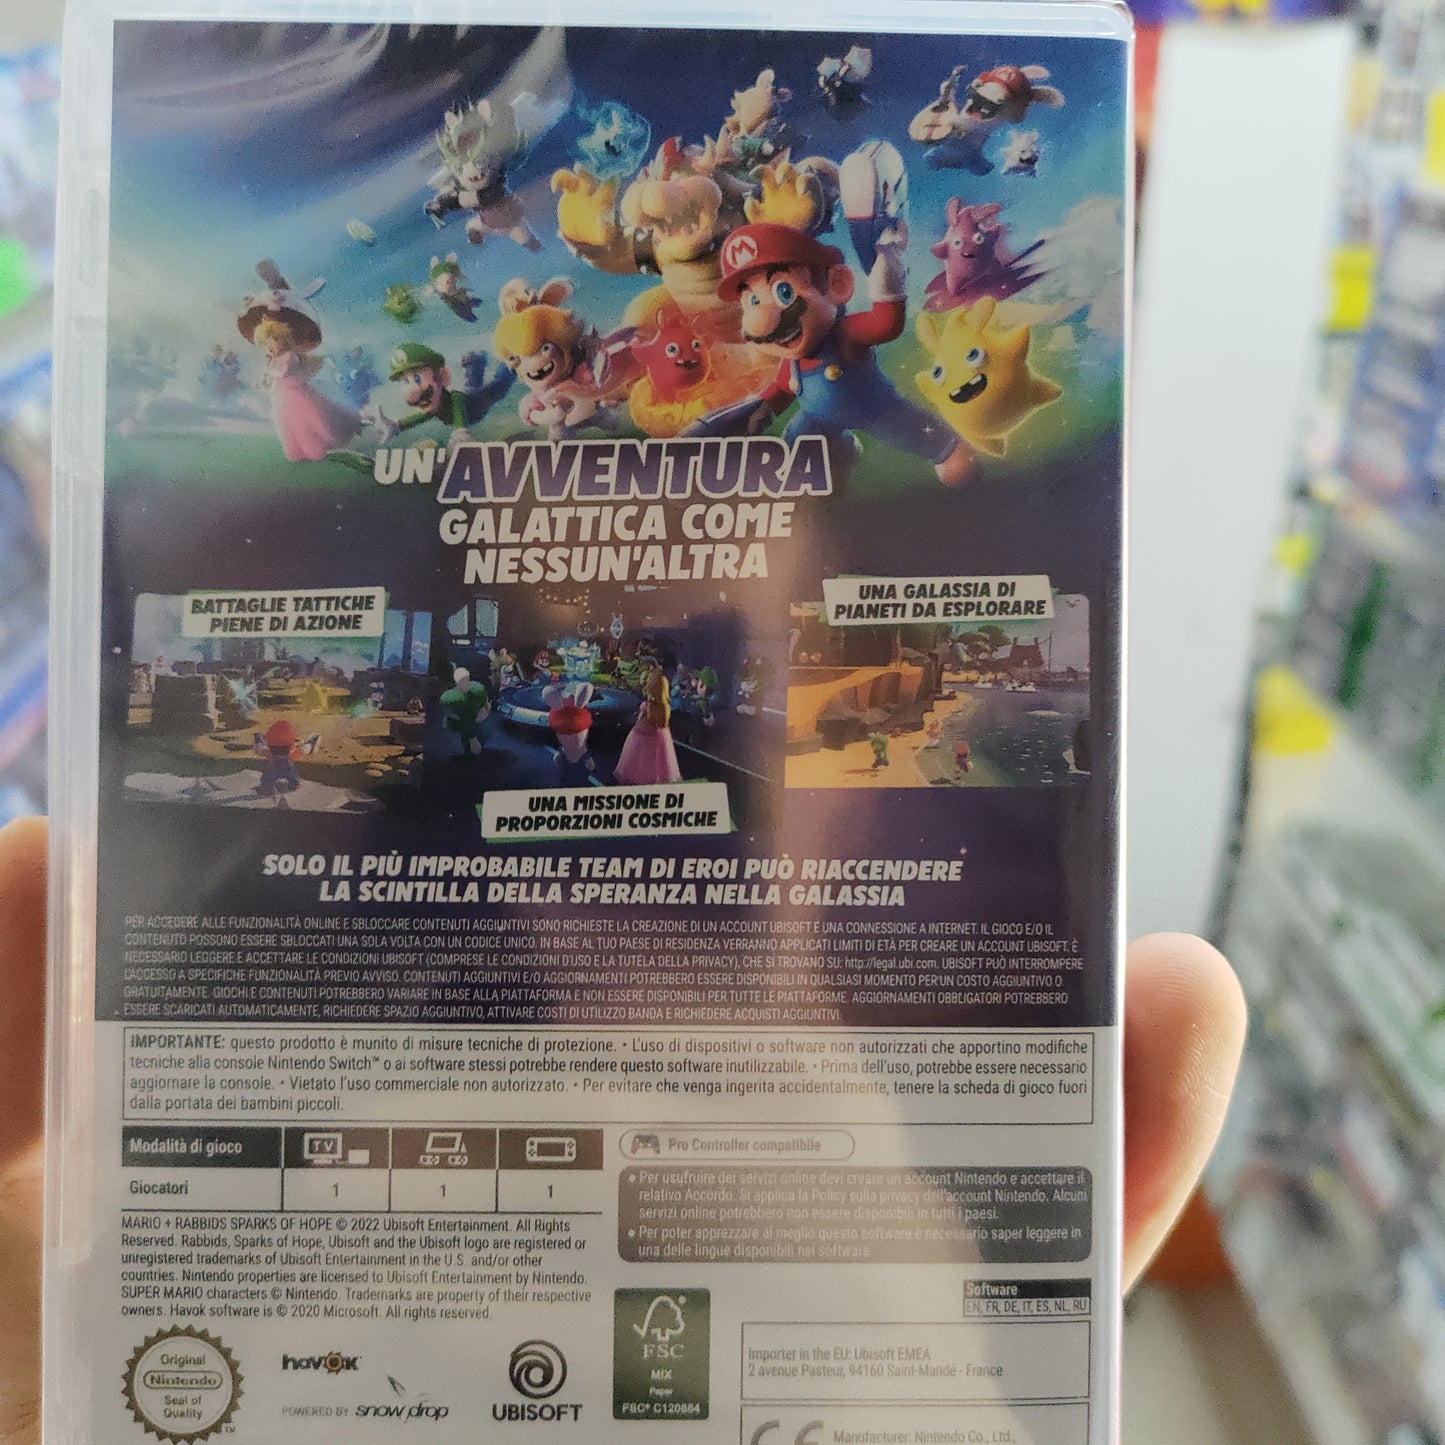 UN'AVVENTURA
GALATTICA COME
NESSUN'ALTRA
BATTAGLIE TATTICHE
PIENE DI AZIONE
UNA GALASSIA DI
PIANETI DA ESPLORARE
UNA MISSIONE DI
PROPORZIONI COSMICHE
SOLO IL PIÙ IMPROBABILE TEAM DI EROI PUÒ RIACCENDERE
LA SCINTILLA DELLA SPERANZA NELLA GALASSIA
PER ACCEDERE ALLE FUNZIONALITÀ ONLINE E SBLOCCARE CONTENUTI AGGIUNTIVI SONO RICHIESTE LA CREAZIONE DI UN ACCOUNT UBISOFT E UNA CONNESSIONE A INTERNET. IL GIOCO E/O IL
CONTENUTO POSSONO ESSERE SBLOCCATI UNA SOLA VOLTA CON UN CODICE UNICO. IN BASE AL TUO PAESE DI RESIDENZA VERRANNO APPLICATI LIMITI DI ETÀ PER CREARE UN ACCOUNT UBISOFT. È
NECESSARIO LEGGERE E ACCETTARE LE CONDIZIONI UBISOFT (COMPRESE LE CONDIZIONI D'USO E LA TUTELA DELLA PRIVACY), CHE SI TROVANO SU: http://legal.ubi.com. UBISOFT PUÒ INTERROMPERE
L'ACCESSO A SPECIFICHE FUNZIONALITÀ PREVIO AVVISO. CONTENUTI AGGIUNTIVI E/O AGGIORNAMENTI POTREBBERO ESSERE DISPONIBILI IN QUALSIASI MOMENTO PER UN COSTO AGGIUNTIVO O
GRATUITAMENTE. GIOCHI E CONTENUTI POTREBBERO VARIARE IN BASE ALLA PIATTAFORMA E NON ESSERE DISPONIBILI PER TUTTE LE PIATTAFORME. AGGIORNAMENTI OBBLIGATORI POTREBBERO
ESSERE SCARICATI AUTOMATICAMENTE, RICHIEDERE SPAZIO AGGIUNTIVO, ATTIVARE COSTI DI UTILIZZO BANDA E RICHIEDERE ACQUISTI AGGIUNTIVI.
IMPORTANTE: questo prodotto è munito di misure tecniche di protezione. • L'uso di dispositivi o software non autorizzati che apportino modifiche
tecniche alla console Nintendo Switch™ o ai software stessi potrebbe rendere questo software inutilizzabile. • Prima dell'uso, potrebbe essere necessario
aggiornare la console. • Vietato l'uso commerciale non autorizzato. • Per evitare che venga ingerita accidentalmente, tenere la scheda di gioco fuori
dalla portata dei bambini piccoli.
Modalità di gioco TV
Giocatori 1 1 1
Pro Controller compatibile
• Per usufruire dei servizi online devi creare un account Nintendo e accettare il
relativo Accordo. Si applica la Policy sulla privacy dell'account Nintendo. Alcuni
servizi online potrebbero non essere disponibili in tutti i paesi.
• Per poter apprezzare al meglio questo software è necessario saper leggere in
una delle lingue disponibili nel software.
MARIO + RABBIDS SPARKS OF HOPE © 2022 Ubisoft Entertainment. All Rights
Reserved. Rabbids, Sparks of Hope, Ubisoft and the Ubisoft logo are registered or
unregistered trademarks of Ubisoft Entertainment in the U.S. and/or other
countries. Nintendo properties are licensed to Ubisoft Entertainment by Nintendo.
SUPER MARIO characters © Nintendo. Trademarks are property of their respective
owners. Havok software is © 2020 Microsoft. All rights reserved.
Software
EN, FR, DE, IT, ES, NL, RU
Original
Nintendo
Seal of
Quality
TM
havok
POWERED BY snowdrop
UBISOFT
FSC
MIX
Paper
FSC® C120884
Importer in the EU: Ubisoft EMEA
2 avenue Pasteur, 94160 Saint-Mandé - France
CE
Manufacturer: Nintendo Co., Ltd.,